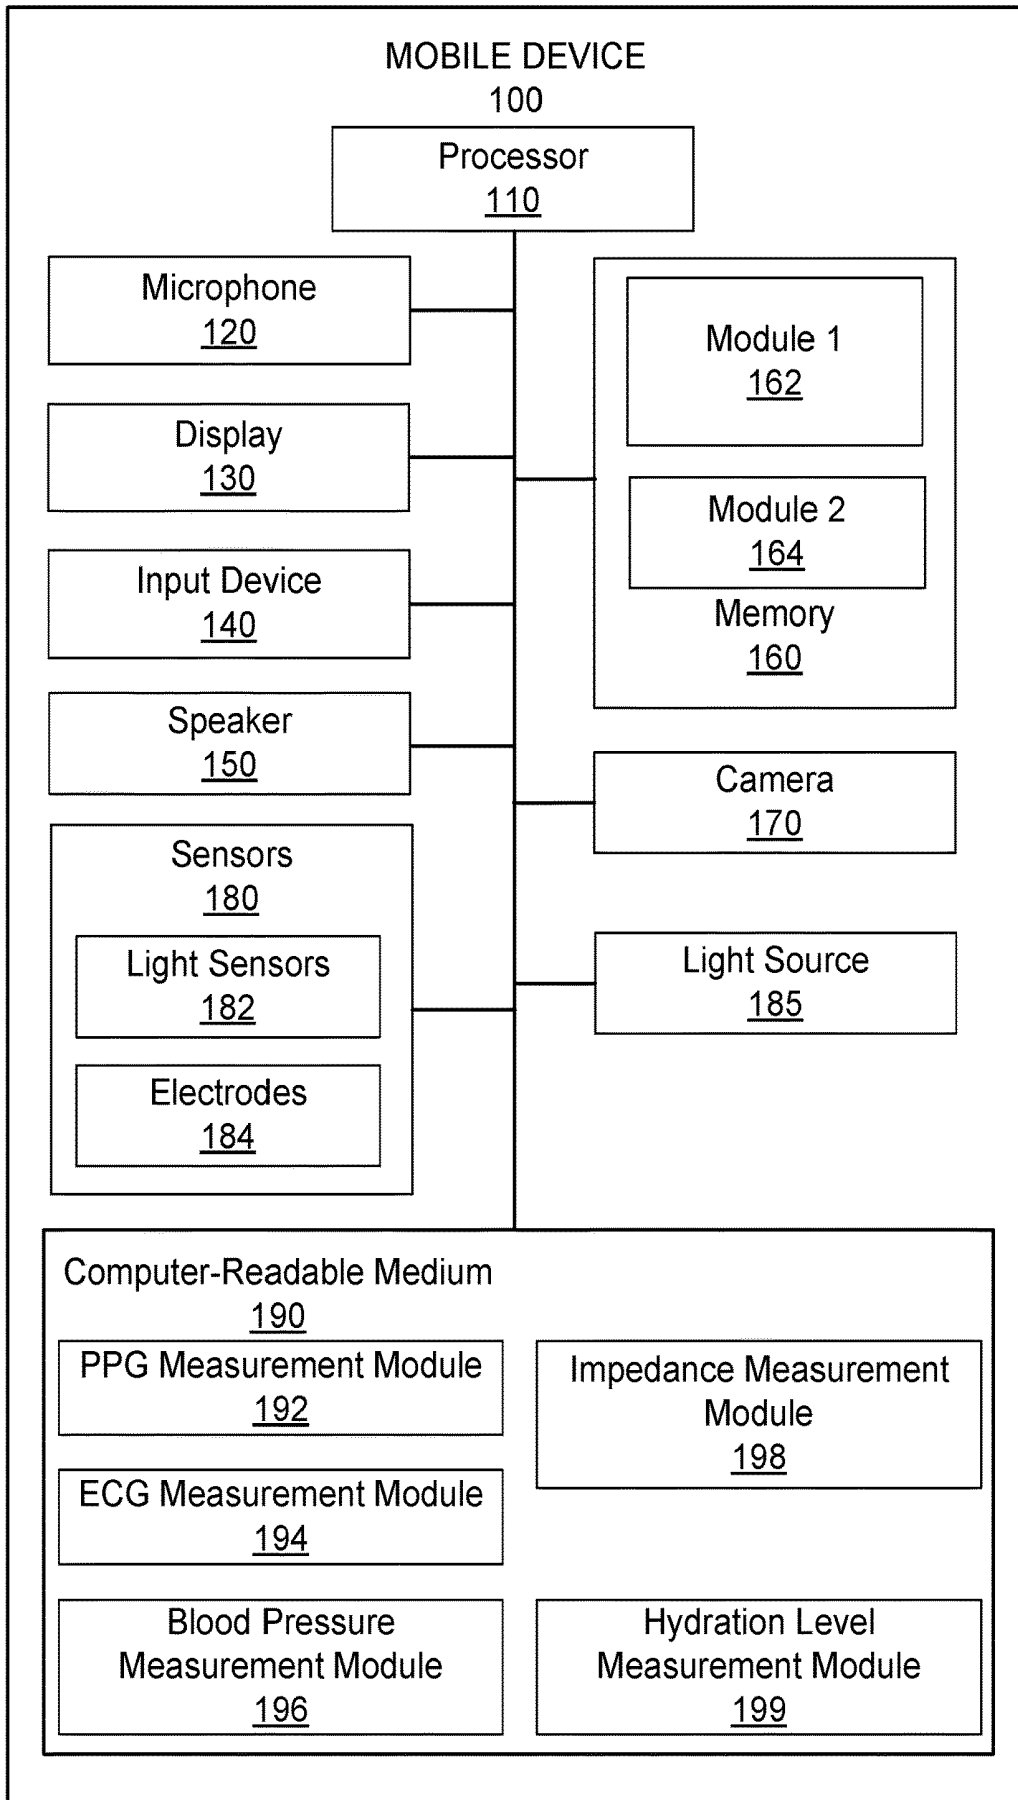 MOBILE DEVICE
100
Processor
110
Microphone
120
Display
130
Input Device
140
Speaker
150
Sensors
180
Light Sensors
182
Electrodes
184
Module 1
162
Module 2
164
Memory
160
Camera
170
Light Source
185
Computer-Readable Medium
190
PPG Measurement Module
192
ECG Measurement Module
194
Blood Pressure
Measurement Module
196
Impedance Measurement
Module
198
Hydration Level
Measurement Module
199